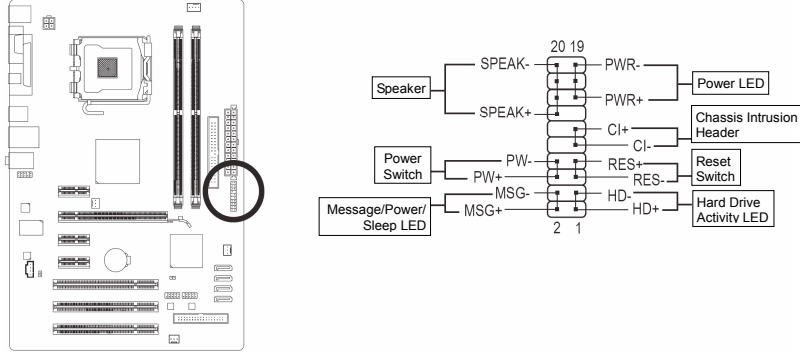 20 19
SPEAK-
PWR-
Speaker
Power LED
SPEAK+
PWR+
CI+
Chassis Intrusion
Header
CI-
Power
Switch
PW-
RES+
Reset
Switch
PW+
RES-
MSG-
HD-
Message/Power/
Sleep LED
MSG+
HD+
Hard Drive
Activity LED
2 1